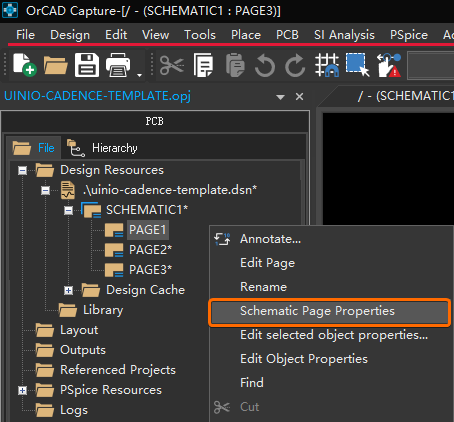 OrCAD Capture-[/ - (SCHEMATIC1 : PAGE3)]
File Design Edit View Tools Place PCB SI Analysis PSpice
UINIO-CADENCE-TEMPLATE.opj
/ - (SCHEMATIC1
PCB
File Hierarchy
Design Resources
.\uinio-cadence-template.dsn*
SCHEMATIC1*
PAGE1
PAGE2*
PAGE3*
Design Cache
Library
Layout
Outputs
Referenced Projects
PSpice Resources
Logs
Annotate...
Edit Page
Rename
Schematic Page Properties
Edit selected object properties...
Edit Object Properties
Find
Cut